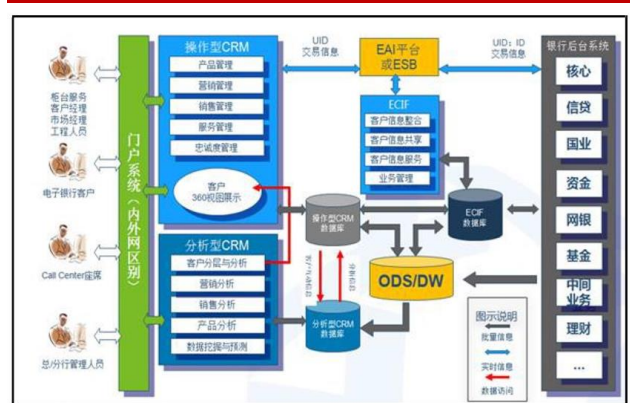 柜台服务
客户经理
市场经理
工程人员
电子银行客户
Call Center座席
总/分行管理人员
门户系统（内外网区别）
操作型CRM
产品管理
营销管理
销售管理
服务管理
忠诚度管理
客户
360视图展示
分析型CRM
客户分层与分析
营销分析
销售分析
产品分析
数据挖掘与预测
UID
交易信息
EAI平台
或ESB
UID：ID
交易信息
ECIF
客户信息整合
客户信息共享
客户信息服务
业务管理
操作型CRM
数据库
ECIF
数据库
分析信息
ODS/DW
分析型CRM
数据库
银行后台系统
核心
信贷
国业
资金
网银
基金
中间
业务
理财
...
图示说明
批量信息
实时信息
数据访问